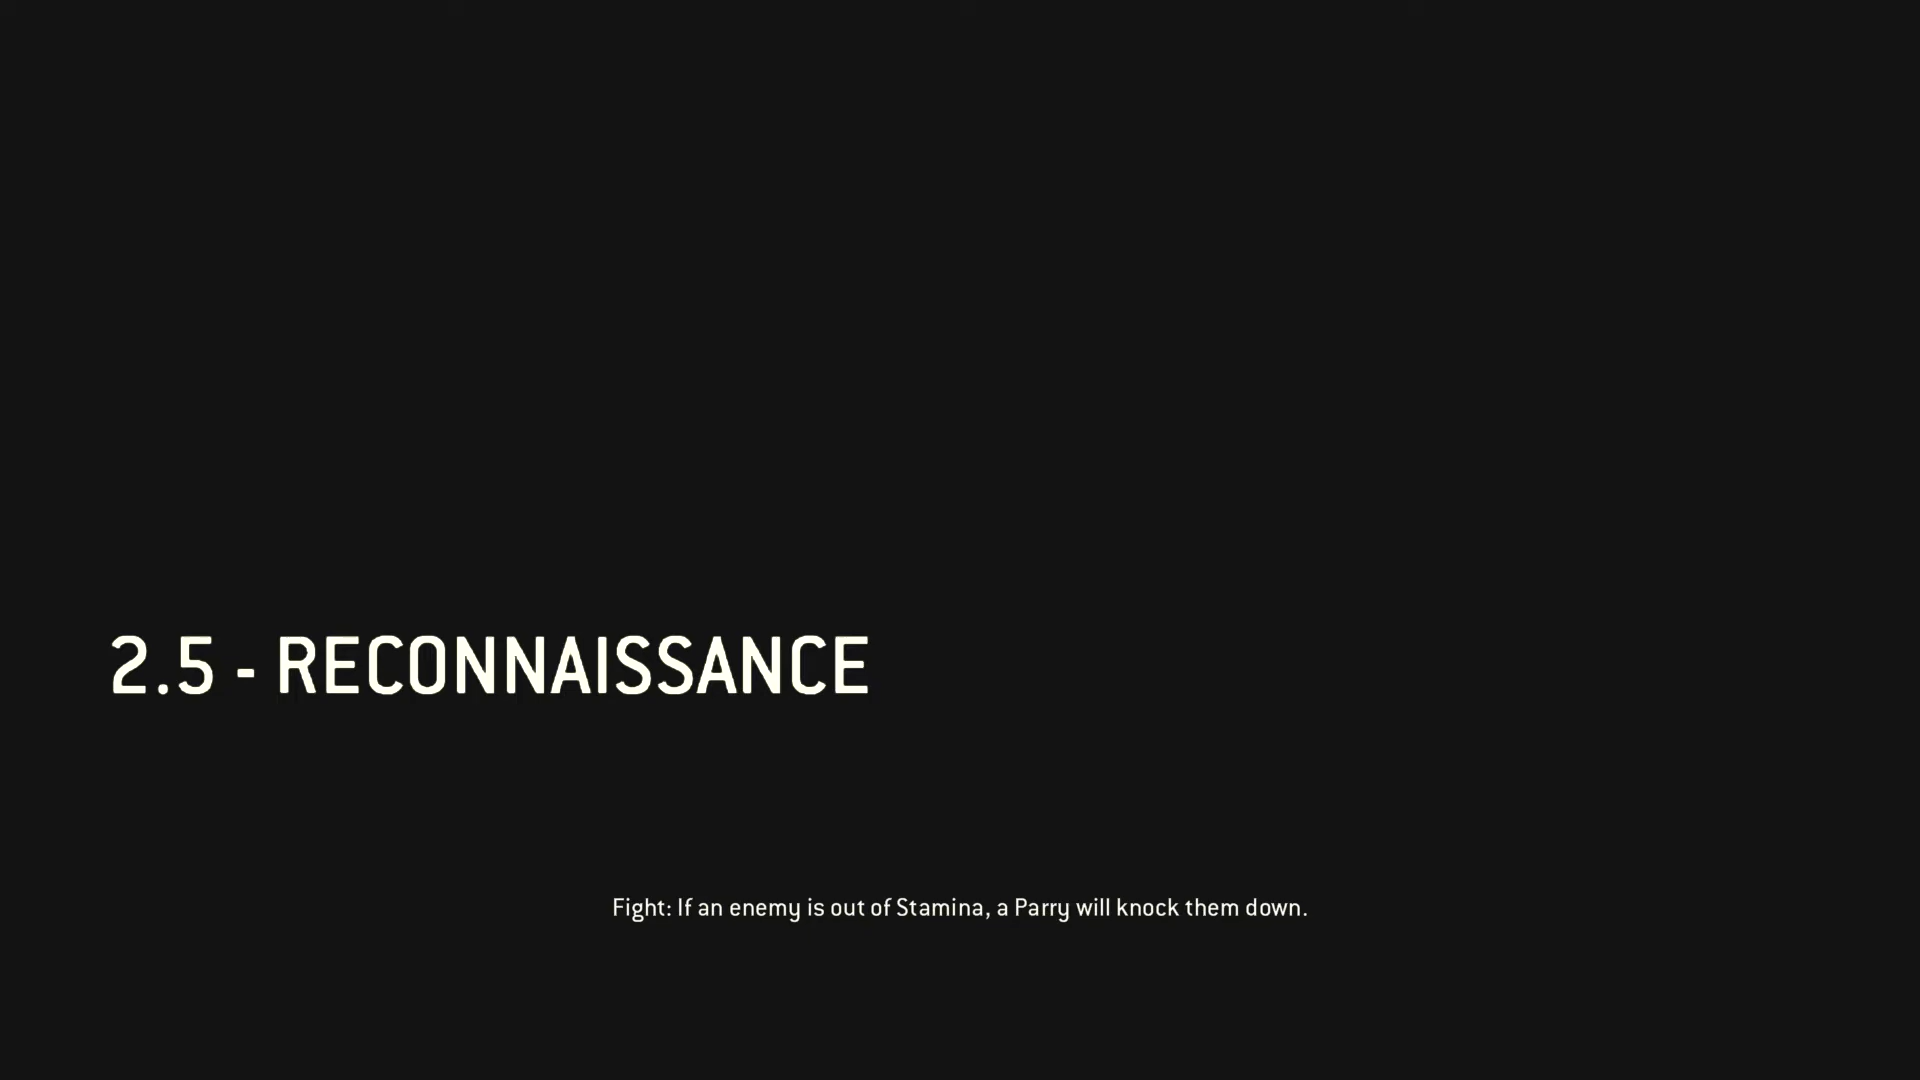 2.5 - RECONNAISSANCE
Fight: If an enemy is out of Stamina, a Parry will knock them down.